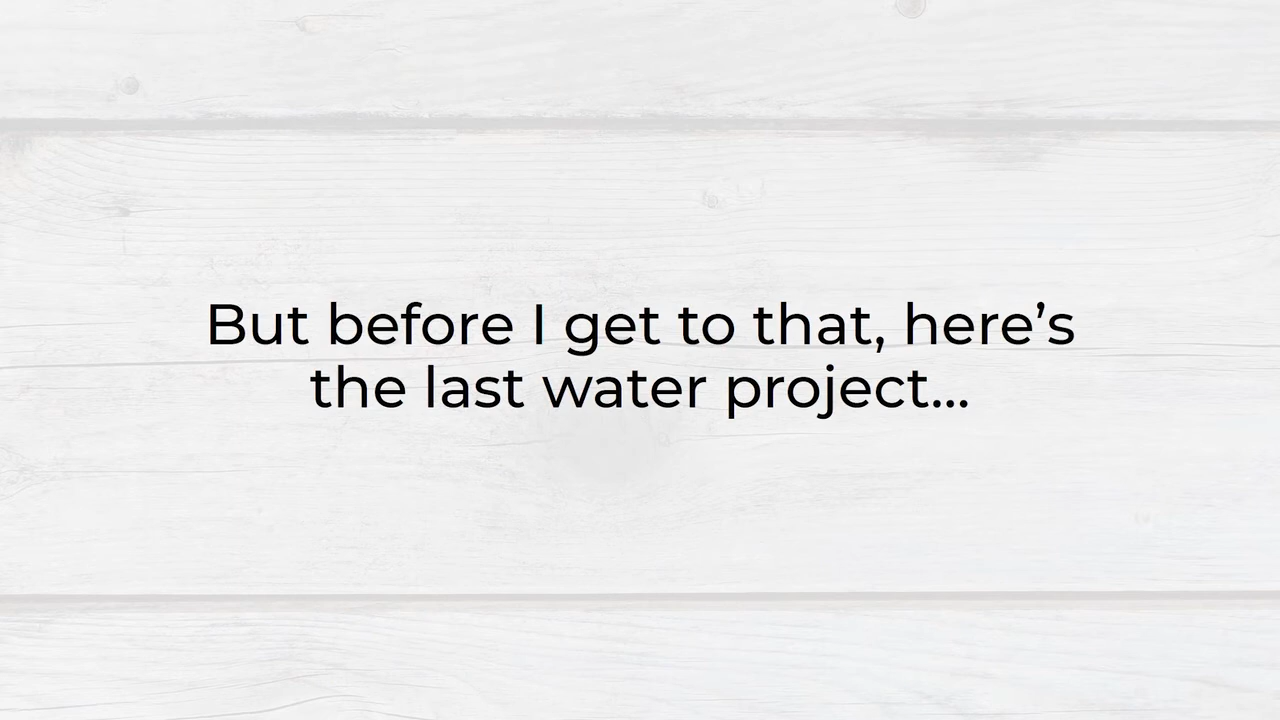 But before I get to that, here’s
the last water project...